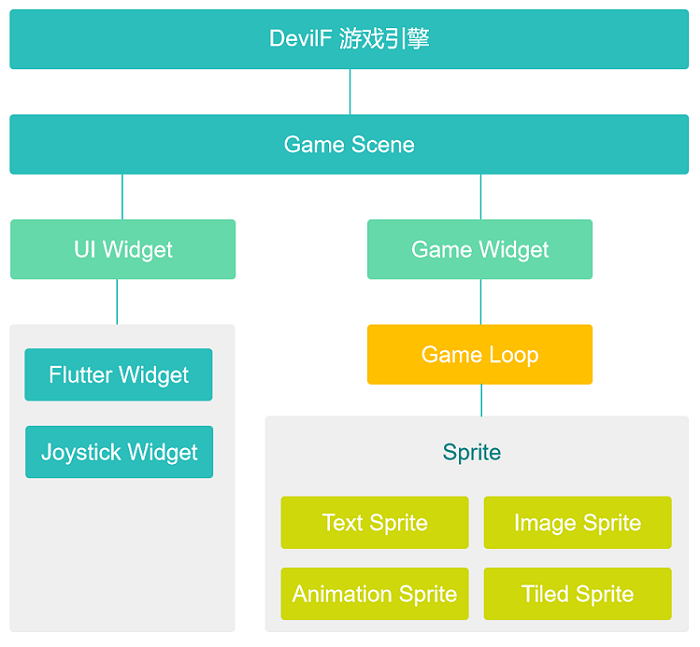 DevilF 游戏引擎
Game Scene
UI Widget
Game Widget
Flutter Widget
Joystick Widget
Game Loop
Sprite
Text Sprite
Image Sprite
Animation Sprite
Tiled Sprite